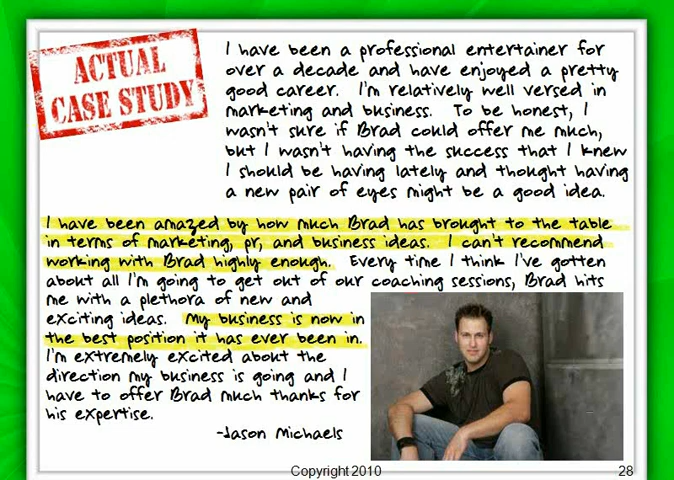 ACTUAL
CASE STUDY
I have been a professional entertainer for
over a decade and have enjoyed a pretty
good career. I'm relatively well versed in
marketing and business. To be honest, I
wasn't sure if Brad could offer me much,
but I wasn't having the success that I knew
I should be having lately and thought having
a new pair of eyes might be a good idea.
I have been amazed by how much Brad has brought to the table
in terms of marketing, pr, and business ideas. I can't recommend
working with Brad highly enough. Every time I think I've gotten
about all I'm going to get out of our coaching sessions, Brad hits
me with a plethora of new and
exciting ideas. My business is now in
the best position it has ever been in.
I'm extremely excited about the
direction my business is going and I
have to offer Brad much thanks for
his expertise.
-Jason Michaels
Copyright 2010
28